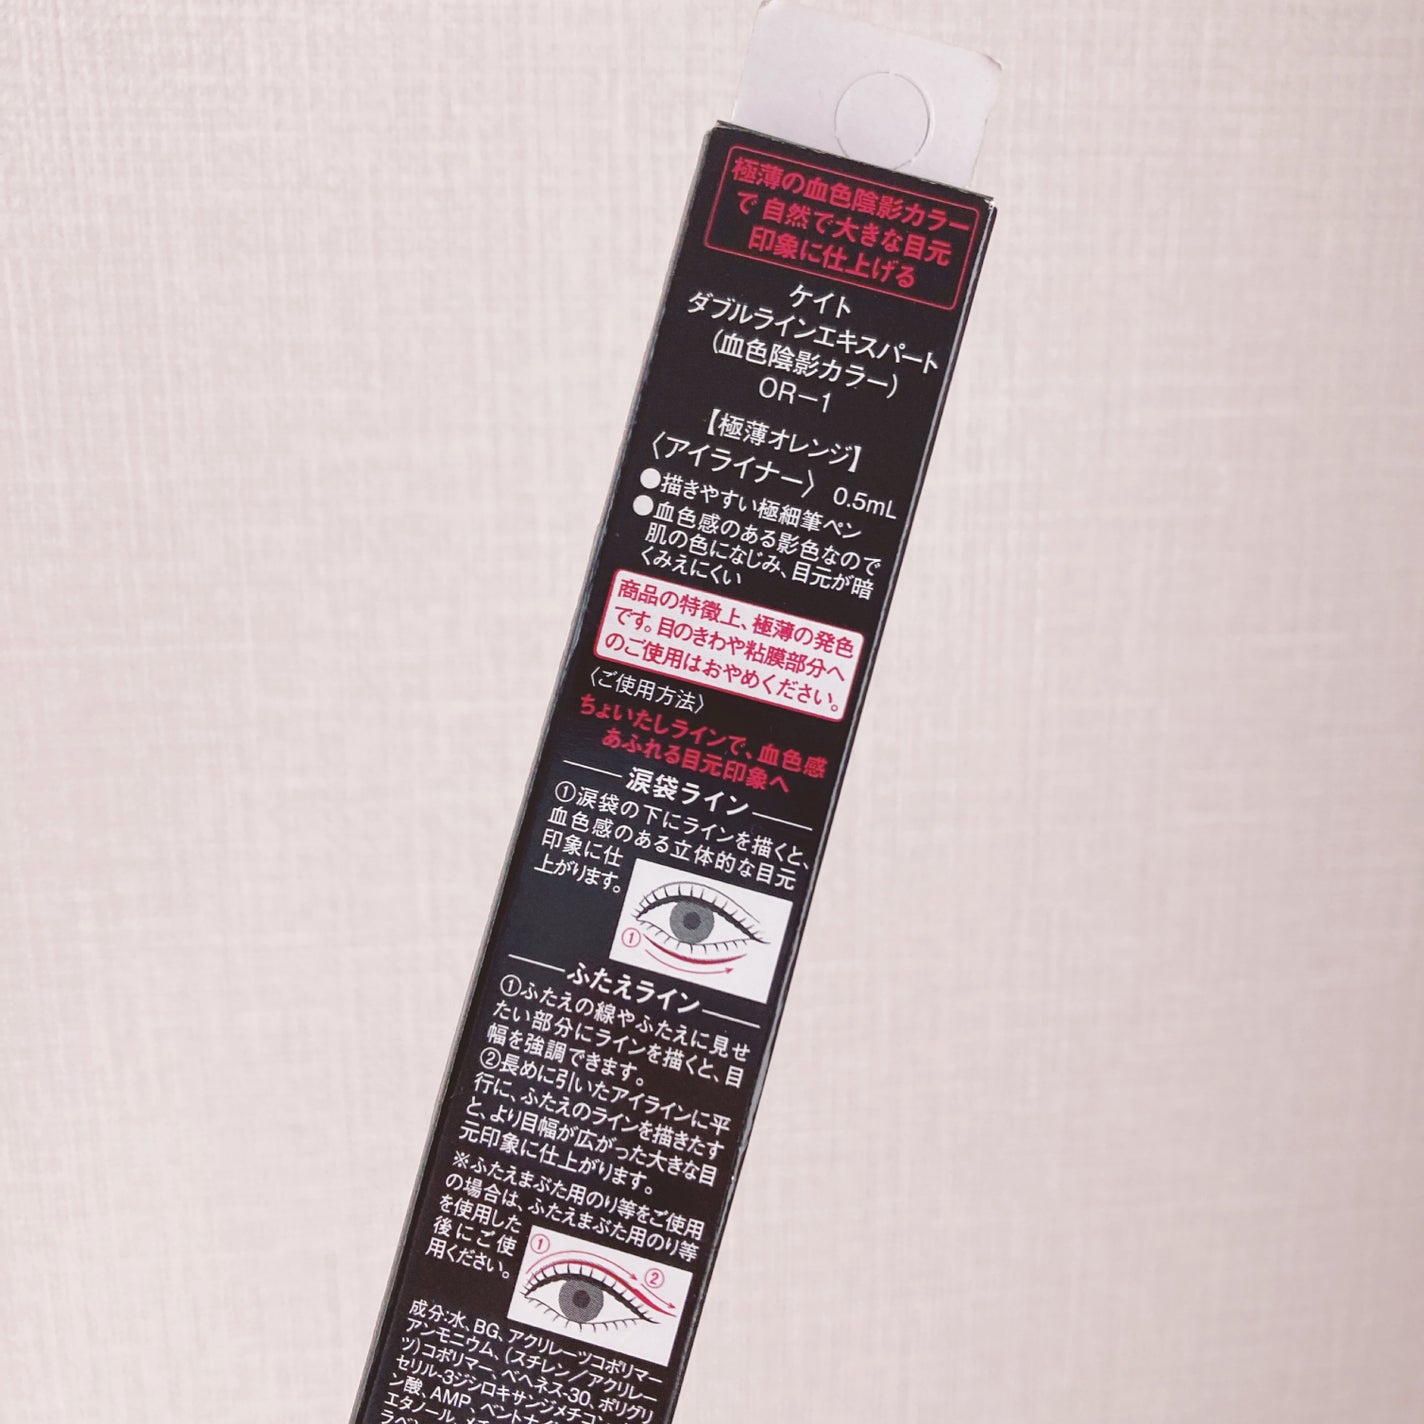 極薄の血色陰影カラー
で 自然で大きな目元
印象に仕上げる
ケイト
ダブルラインエキスパート
(血色陰影カラー)
OR-1
【極薄オレンジ】
〈アイライナー〉 0.5mL
●描きやすい極細筆ペン
●血色感のある影色なので
肌の色になじみ、目元が暗
くみえにくい
商品の特徴上、極薄の発色
です。目のきわや粘膜部分へ
のご使用はおやめください。
〈ご使用方法〉
ちょいたしラインで、血色感
あふれる目元印象へ
涙袋ライン
①涙袋の下にラインを描くと、
血色感のある立体的な目元
印象に仕
上がります。
①
ふたえライン
①ふたえの線やふたえに見せ
たい部分にラインを描くと、目
幅を強調できます。
②長めに引いたアイラインに平
行に、ふたえのラインを描きたす
と、より目幅が広がった大きな目
元印象に仕上がります。
※ふたえまぶた用のり等をご使用
の場合は、ふたえまぶた用のり等
を使用した
後にご使
用ください。
① ②
成分:水、BG、アクリレーツコポリマー
アンモニウム、(スチレン/アクリレー
ツ)コポリマー、ベヘネス-30、ポリグリ
セリル-3ジシロキサンジメチコン
ン酸、AMP、ベントナイ
エタノール、メチ
ラベン